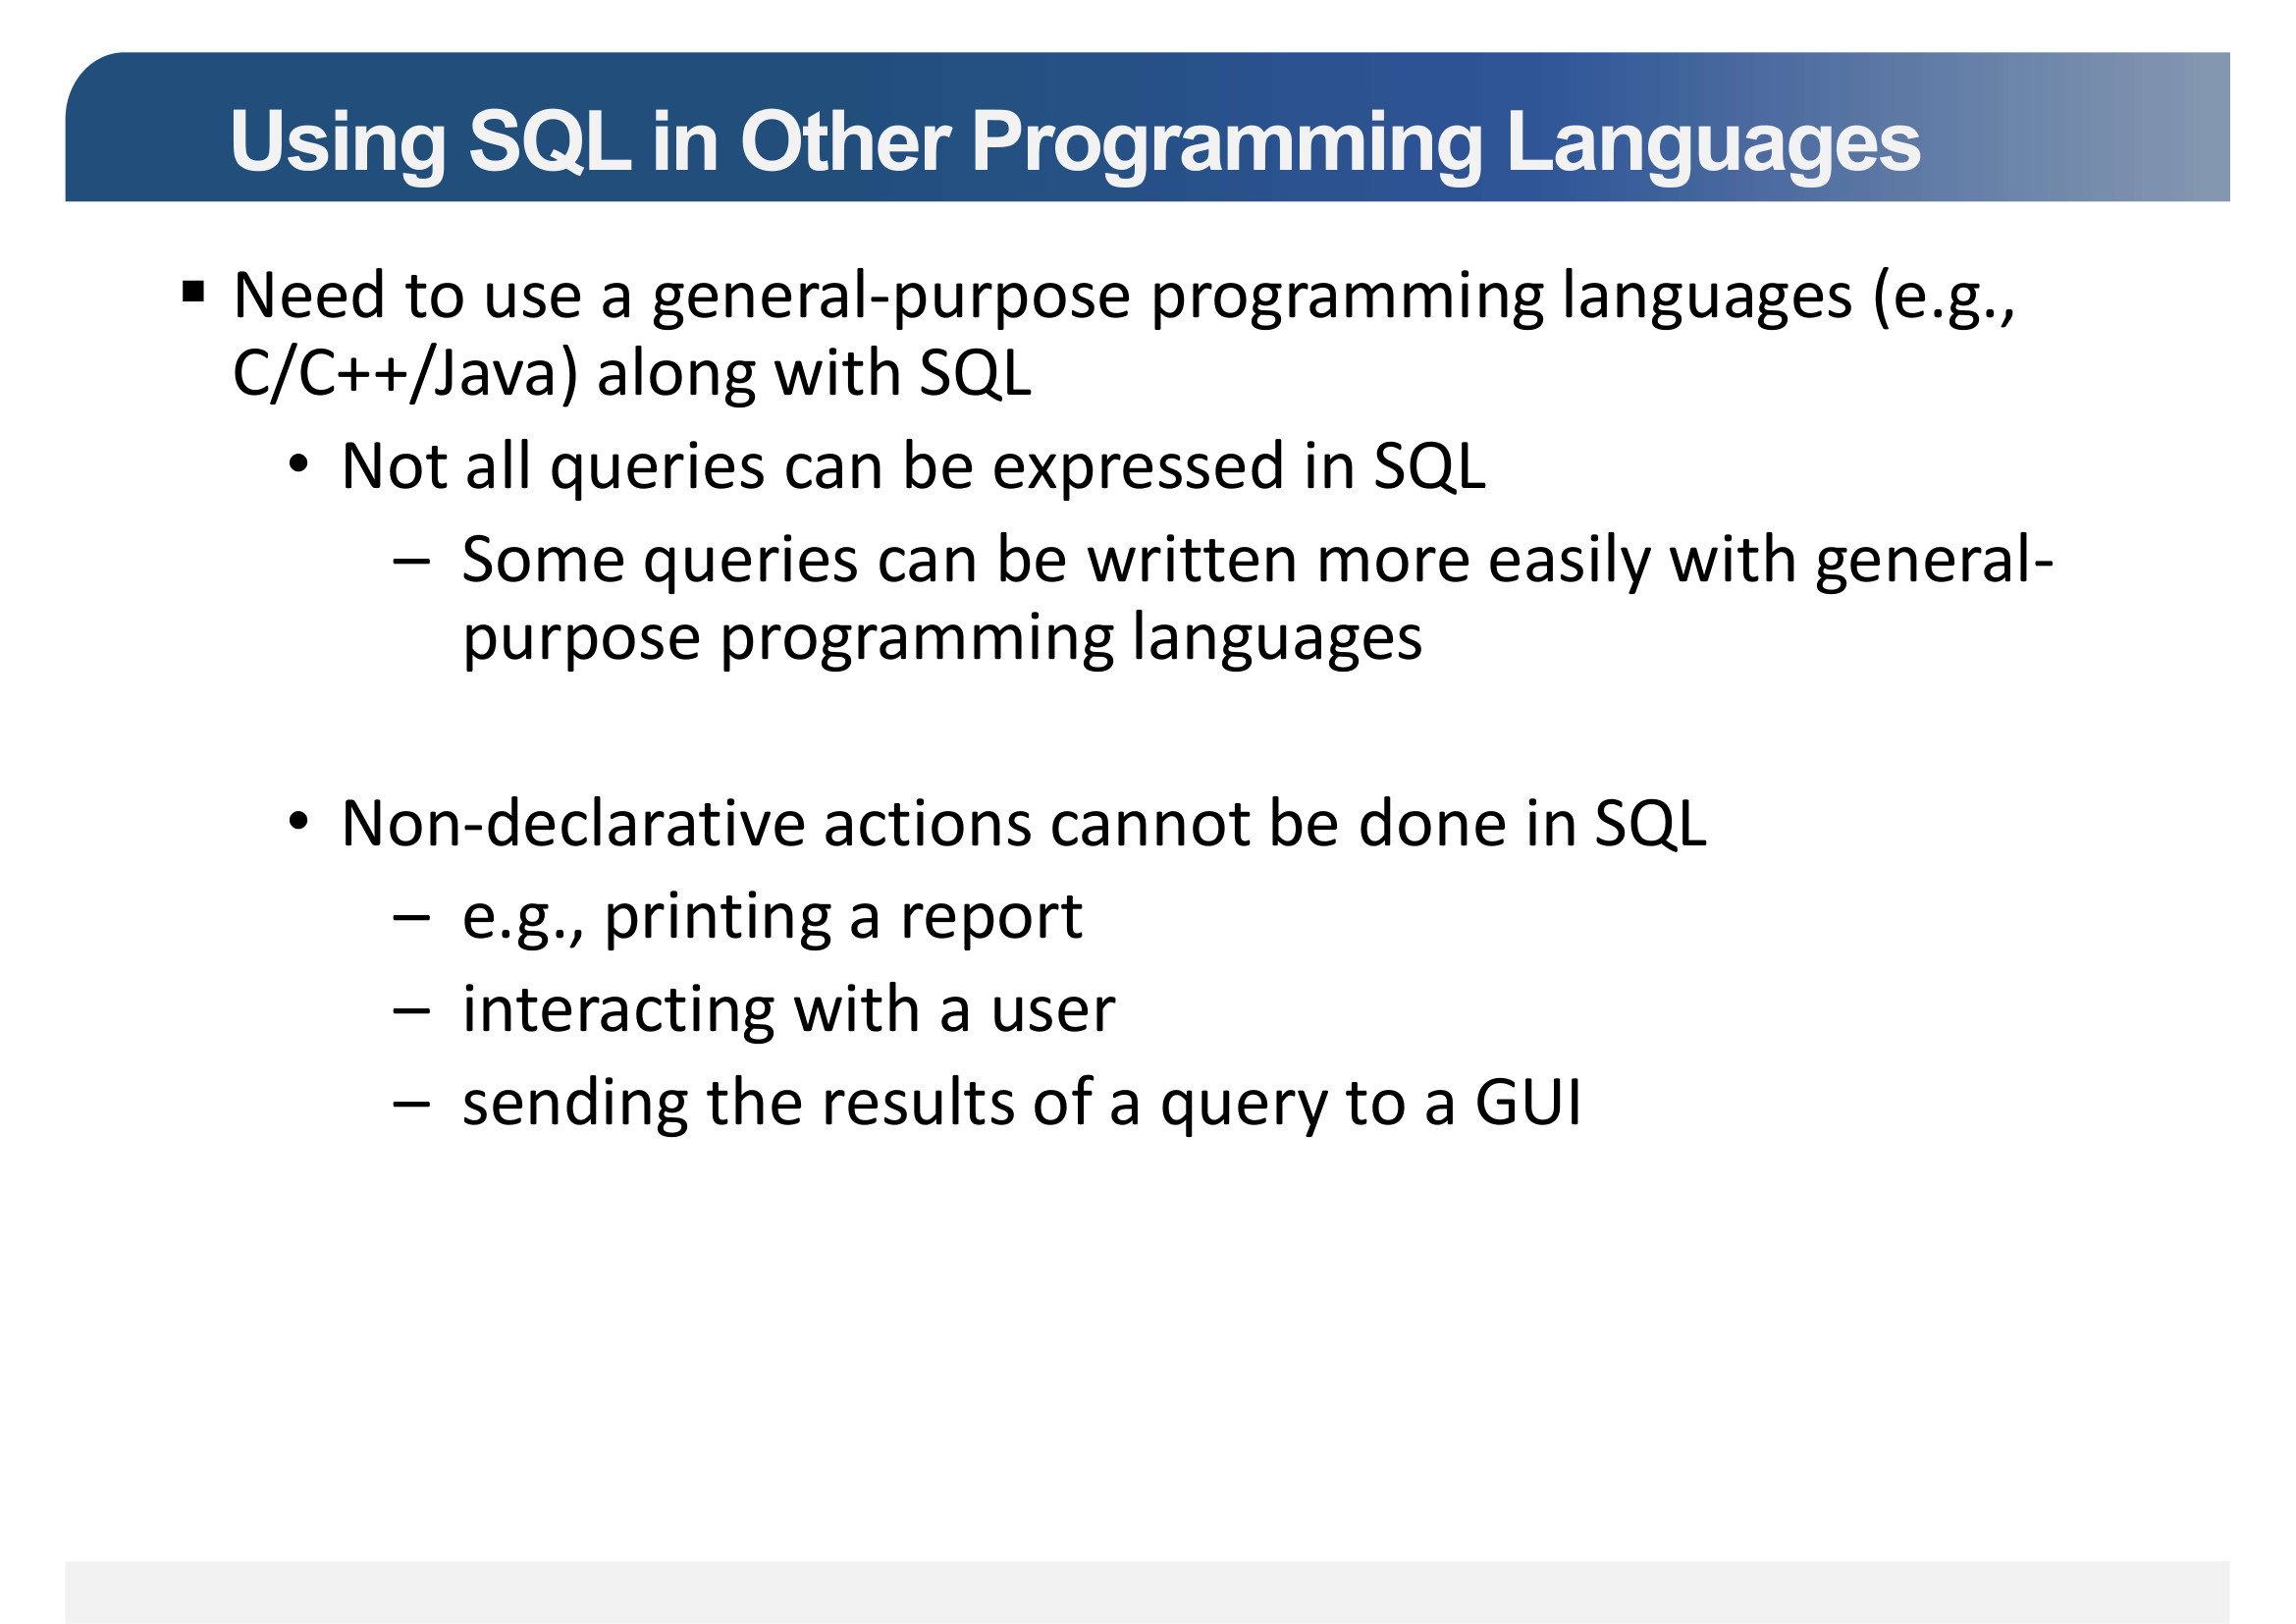 Using SQL in Other Programming Languages
▪ Need to use a general-purpose programming languages (e.g.,
C/C++/Java) along with SQL
• Not all queries can be expressed in SQL
– Some queries can be written more easily with general-
purpose programming languages
• Non-declarative actions cannot be done in SQL
– e.g., printing a report
– interacting with a user
– sending the results of a query to a GUI